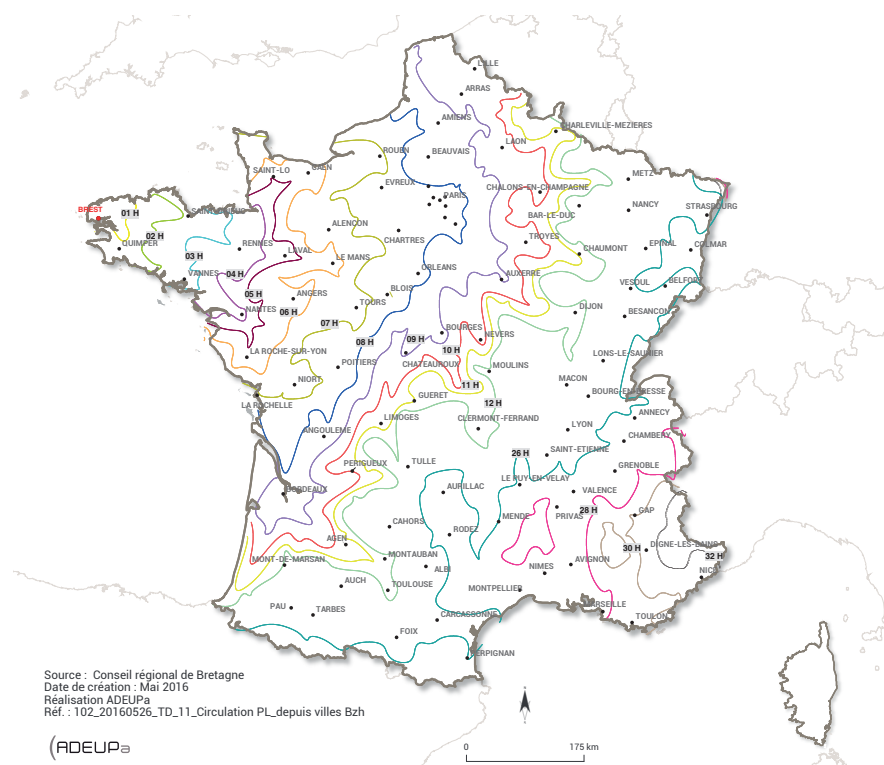 LILLE
ARRAS
AMIENS
CHARLEVILLE-MEZIERES
LAON
ROUEN
BEAUVAIS
SAINT-LO
CAEN
METZ
EVREUX
CHALONS-EN-CHAMPAGNE
PARIS
BREST
01 H
STRASBOURG
NANCY
BAR-LE-DUC
ALENÇON
02 H
QUIMPER
RENNES
CHARTRES
TROYES
EPINAL
COLMAR
03 H
LAVAL
LE MANS
CHAUMONT
VANNES
04 H
ORLEANS
AUXERRE
VESOUL
BELFORT
05 H
ANGERS
BLOIS
TOURS
DIJON
NANTES
06 H
07 H
BESANCON
BOURGES
NEVERS
08 H
09 H
10 H
LA ROCHE-SUR-YON
LONS-LE-SAUNIER
POITIERS
CHATEAUROUX
MOULINS
NIORT
11 H
MACON
BOURG-EN-BRESSE
GUERET
LA ROCHELLE
12 H
ANNECY
CLERMONT-FERRAND
LIMOGES
ANGOULEME
LYON
CHAMBERY
26 H
SAINT-ETIENNE
PERIGUEUX
TULLE
GRENOBLE
LE PUY-EN-VELAY
BORDEAUX
AURILLAC
VALENCE
28 H
GAP
PRIVAS
MENDE
CAHORS
RODEZ
AGEN
30 H
DIGNE-LES-BAINS
32 H
MONT-DE-MARSAN
MONTAUBAN
ALBI
AVIGNON
NIMES
NICE
AUCH
TOULOUSE
MONTPELLIER
PAU
TARBES
MARSEILLE
CARCASSONNE
TOULON
FOIX
PERPIGNAN
Source : Conseil régional de Bretagne
Date de création : Mai 2016
Réalisation ADEUPa
Réf. : 102_20160526_TD_11_Circulation PL_depuis villes Bzh
ADEUPa
0 175 km